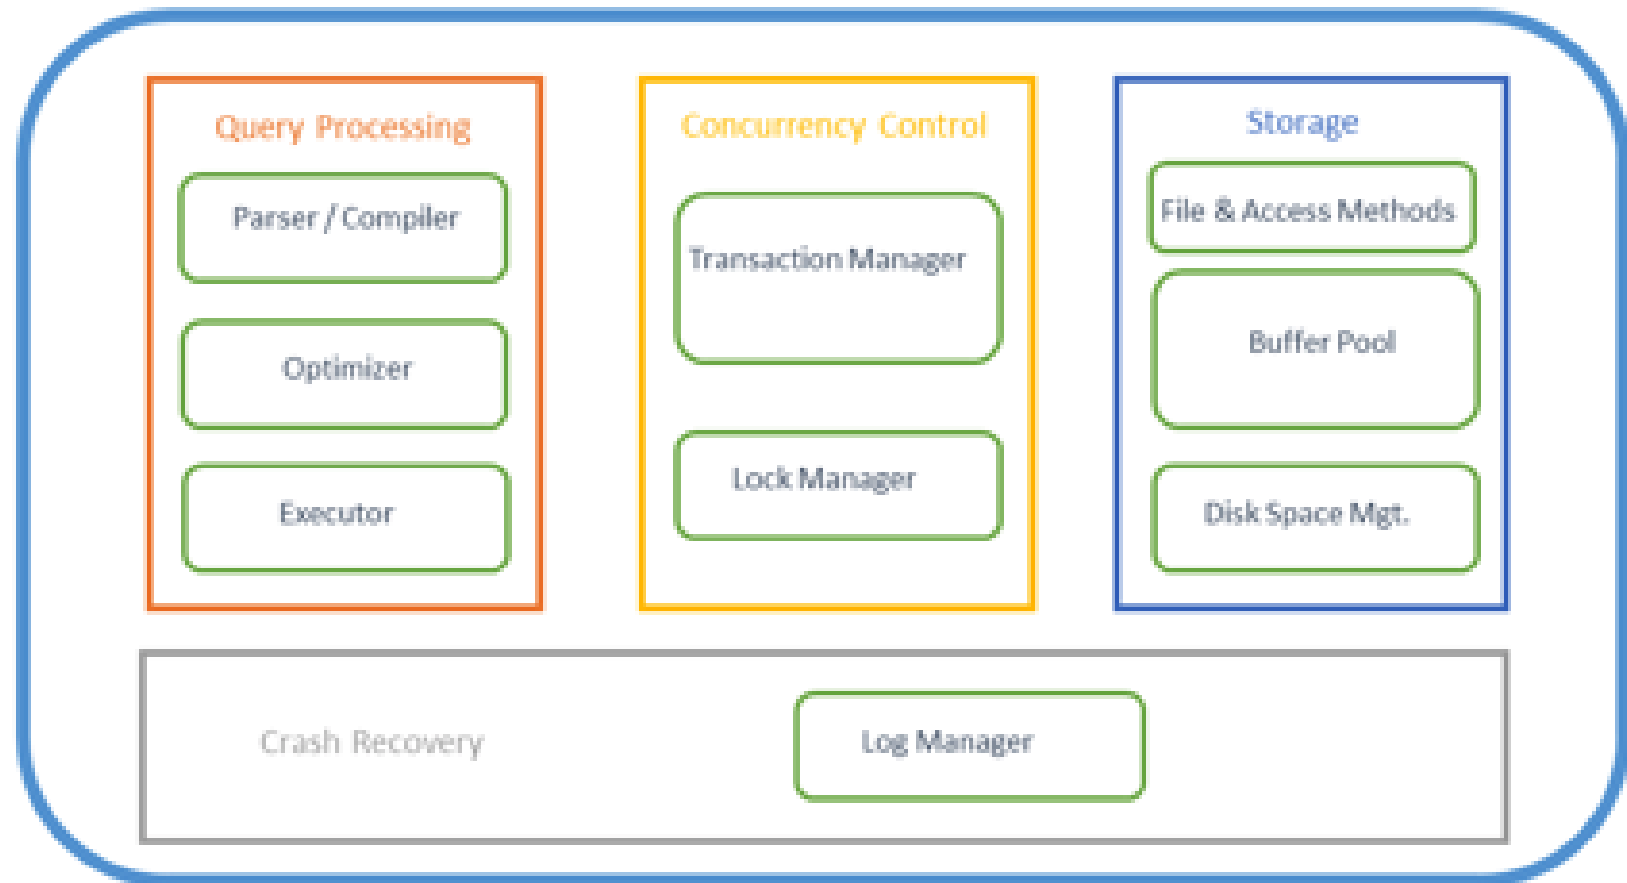 Query Processing
Parser / Compiler
Optimizer
Executor
Concurrency Control
Transaction Manager
Lock Manager
Storage
File & Access Methods
Buffer Pool
Disk Space Mgt.
Crash Recovery
Log Manager